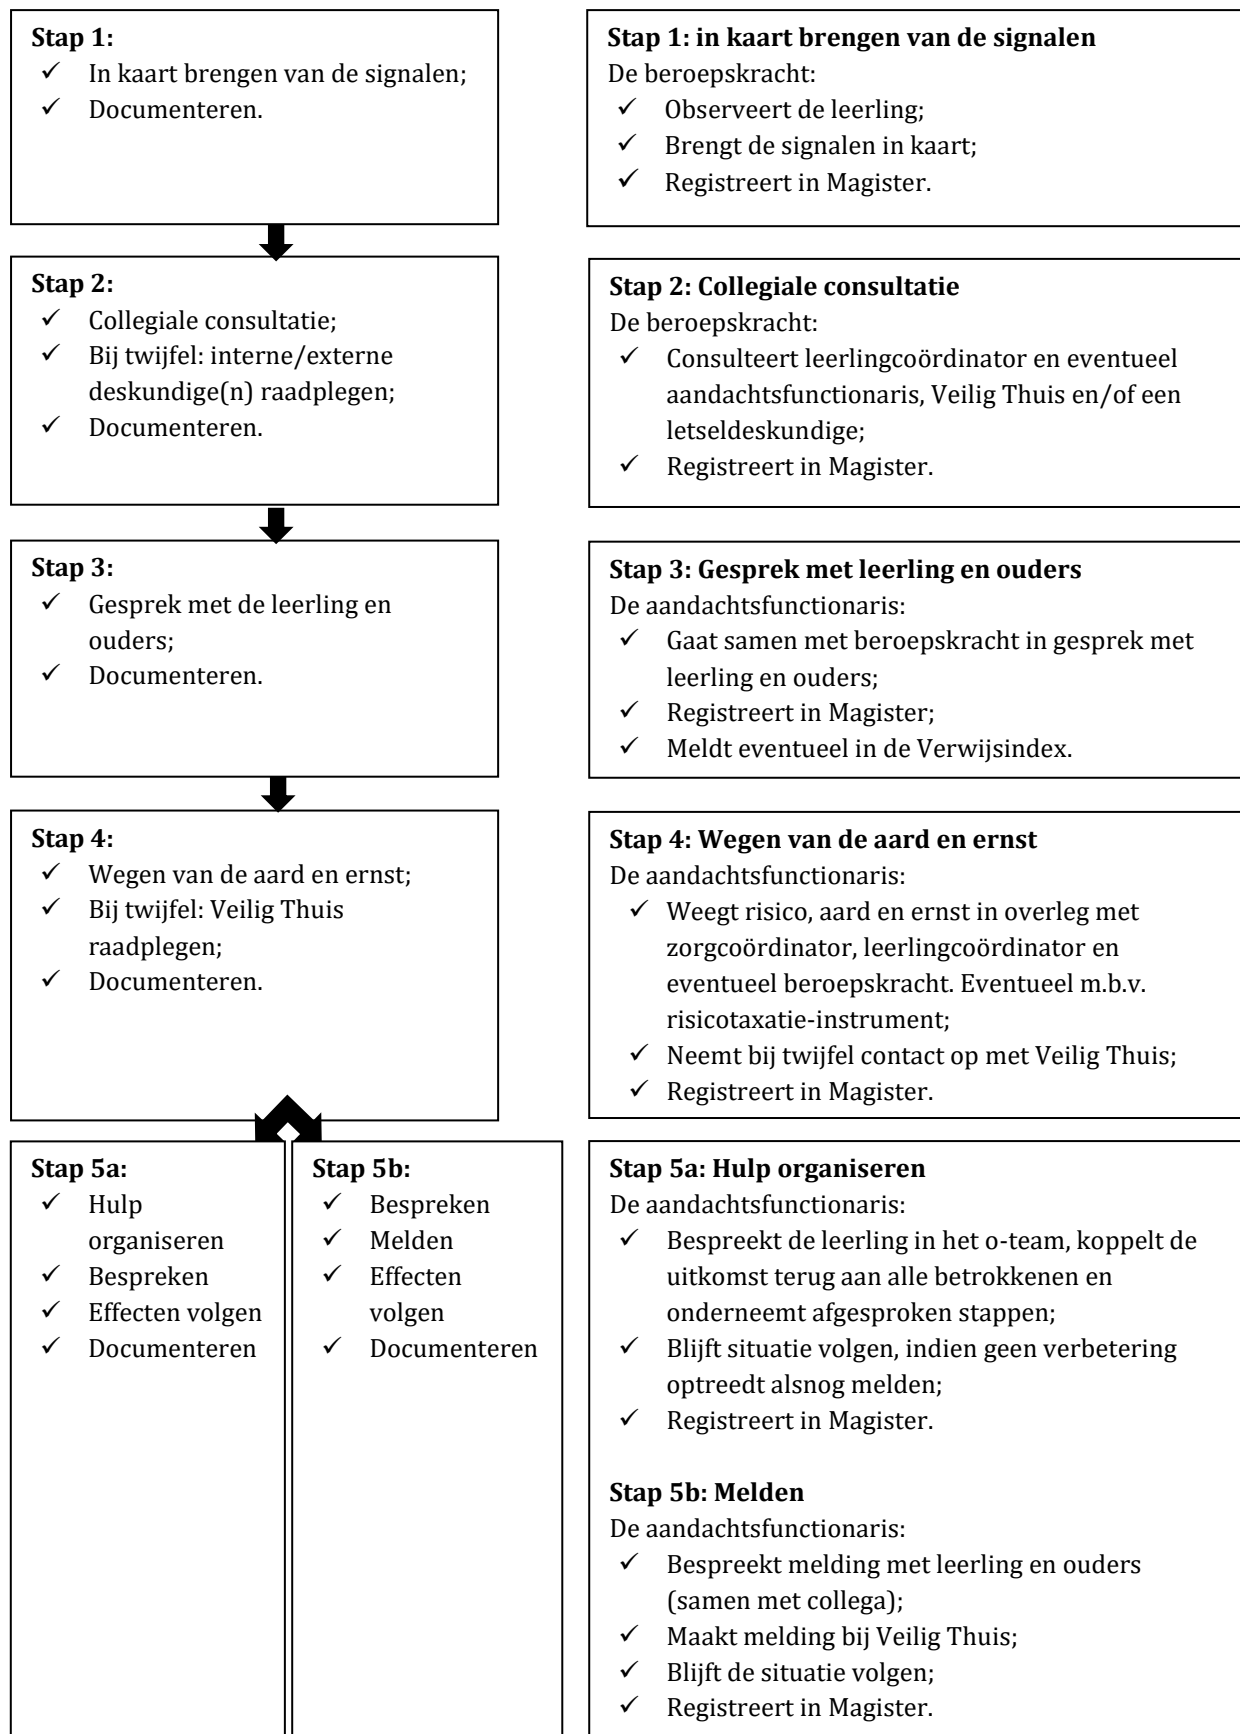 Stap 1:
✓ In kaart brengen van de signalen;
✓ Documenteren.
Stap 1: in kaart brengen van de signalen
De beroepskracht:
✓ Observeert de leerling;
✓ Brengt de signalen in kaart;
✓ Registreert in Magister.
Stap 2:
✓ Collegiale consultatie;
✓ Bij twijfel: interne/externe
deskundige(n) raadplegen;
✓ Documenteren.
Stap 2: Collegiale consultatie
De beroepskracht:
✓ Consulteert leerlingcoördinator en eventueel
aandachtsfunctionaris, Veilig Thuis en/of een
letseldeskundige;
✓ Registreert in Magister.
Stap 3:
✓ Gesprek met de leerling en
ouders;
✓ Documenteren.
Stap 3: Gesprek met leerling en ouders
De aandachtsfunctionaris:
✓ Gaat samen met beroepskracht in gesprek met
leerling en ouders;
✓ Registreert in Magister;
✓ Meldt eventueel in de Verwijsindex.
Stap 4:
✓ Wegen van de aard en ernst;
✓ Bij twijfel: Veilig Thuis
raadplegen;
✓ Documenteren.
Stap 4: Wegen van de aard en ernst
De aandachtsfunctionaris:
✓ Weegt risico, aard en ernst in overleg met
zorgcoördinator, leerlingcoördinator en
eventueel beroepskracht. Eventueel m.b.v.
risicotaxatie-instrument;
✓ Neemt bij twijfel contact op met Veilig Thuis;
✓ Registreert in Magister.
Stap 5a:
✓ Hulp
organiseren
✓ Bespreken
✓ Effecten volgen
✓ Documenteren
Stap 5b:
✓ Bespreken
✓ Melden
✓ Effecten
volgen
✓ Documenteren
Stap 5a: Hulp organiseren
De aandachtsfunctionaris:
✓ Bespreekt de leerling in het o-team, koppelt de
uitkomst terug aan alle betrokkenen en
onderneemt afgesproken stappen;
✓ Blijft situatie volgen, indien geen verbetering
optreedt alsnog melden;
✓ Registreert in Magister.
Stap 5b: Melden
De aandachtsfunctionaris:
✓ Bespreekt melding met leerling en ouders
(samen met collega);
✓ Maakt melding bij Veilig Thuis;
✓ Blijft de situatie volgen;
✓ Registreert in Magister.